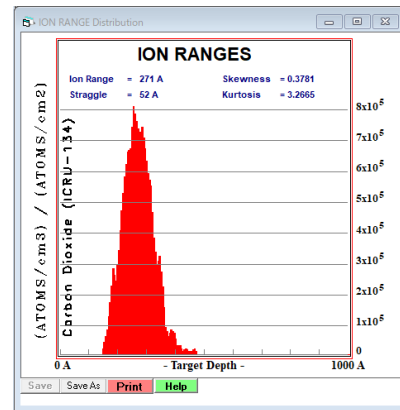 ION RANGE Distribution
ION RANGES
Ion Range = 271 A Skewness = 0.3781
Straggle = 52 A Kurtosis = 3.2665
(ATOMS/cm3) / (ATOMS/cm2)
Carbon Dioxide (ICRU-134)
8x10⁵
7x10⁵
6x10⁵
5x10⁵
4x10⁵
3x10⁵
2x10⁵
1x10⁵
0
0 A - Target Depth - 1000 A
Save Save As Print Help